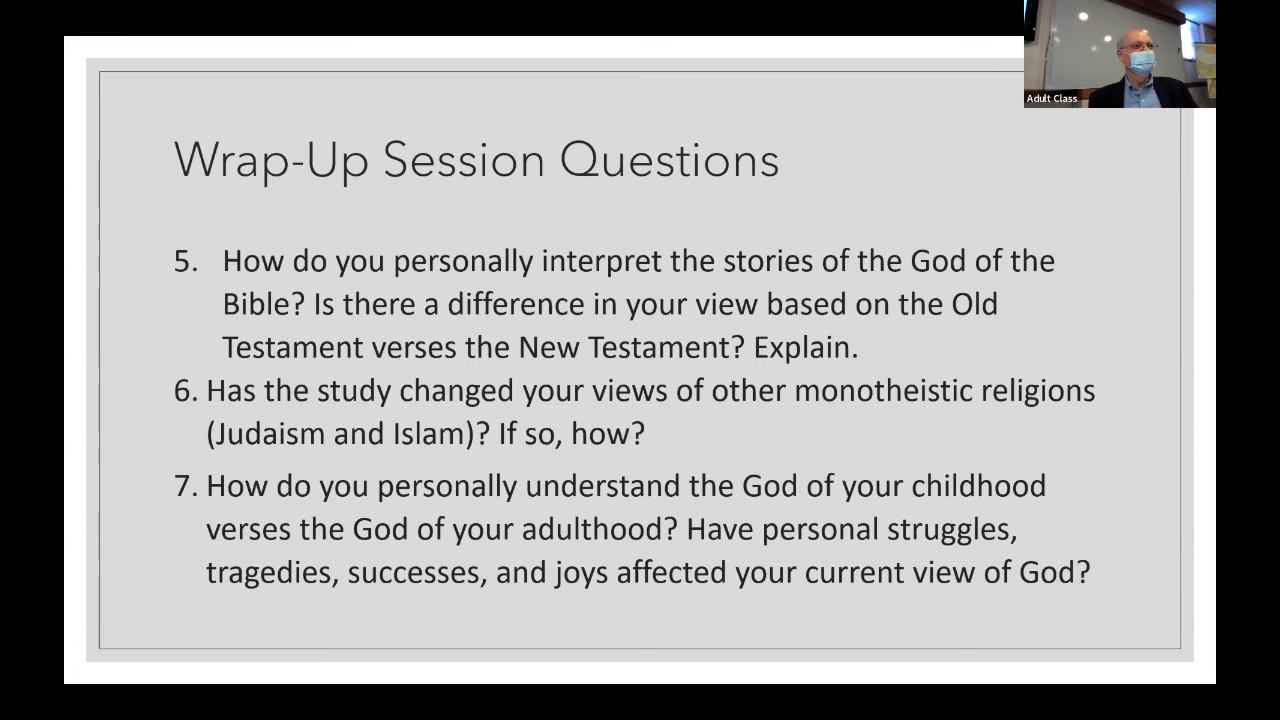 Adult Class
Wrap-Up Session Questions
5. How do you personally interpret the stories of the God of the
Bible? Is there a difference in your view based on the Old
Testament verses the New Testament? Explain.
6. Has the study changed your views of other monotheistic religions
(Judaism and Islam)? If so, how?
7. How do you personally understand the God of your childhood
verses the God of your adulthood? Have personal struggles,
tragedies, successes, and joys affected your current view of God?